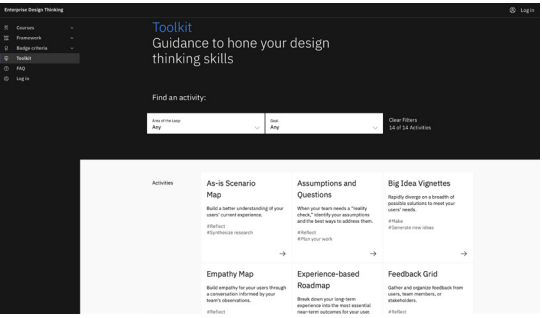 Enterprise Design Thinking
Log in
Courses
Framework
Badge criteria
Toolkit
FAQ
Log in
Toolkit
Guidance to hone your design
thinking skills
Find an activity:
Area of the Loop
Any
Goal
Any
Clear Filters
14 of 14 Activities
Activities
As-is Scenario
Map
Build a better understanding of your
users' current experience.
#Reflect
#Synthesize research
Assumptions and
Questions
When your team needs a "reality
check," identify your assumptions
and the best ways to address them.
#Reflect
#Plan your work
Big Idea Vignettes
Rapidly diverge on a breadth of
possible solutions to meet your
users' needs.
#Make
#Generate new ideas
Empathy Map
Build empathy for your users through
a conversation informed by your
team's observations.
#Reflect
Experience-based
Roadmap
Break down your long-term
experience into the most essential
near-term outcomes for your user.
Feedback Grid
Gather and organize feedback from
users, team members, or
stakeholders.
#Reflect